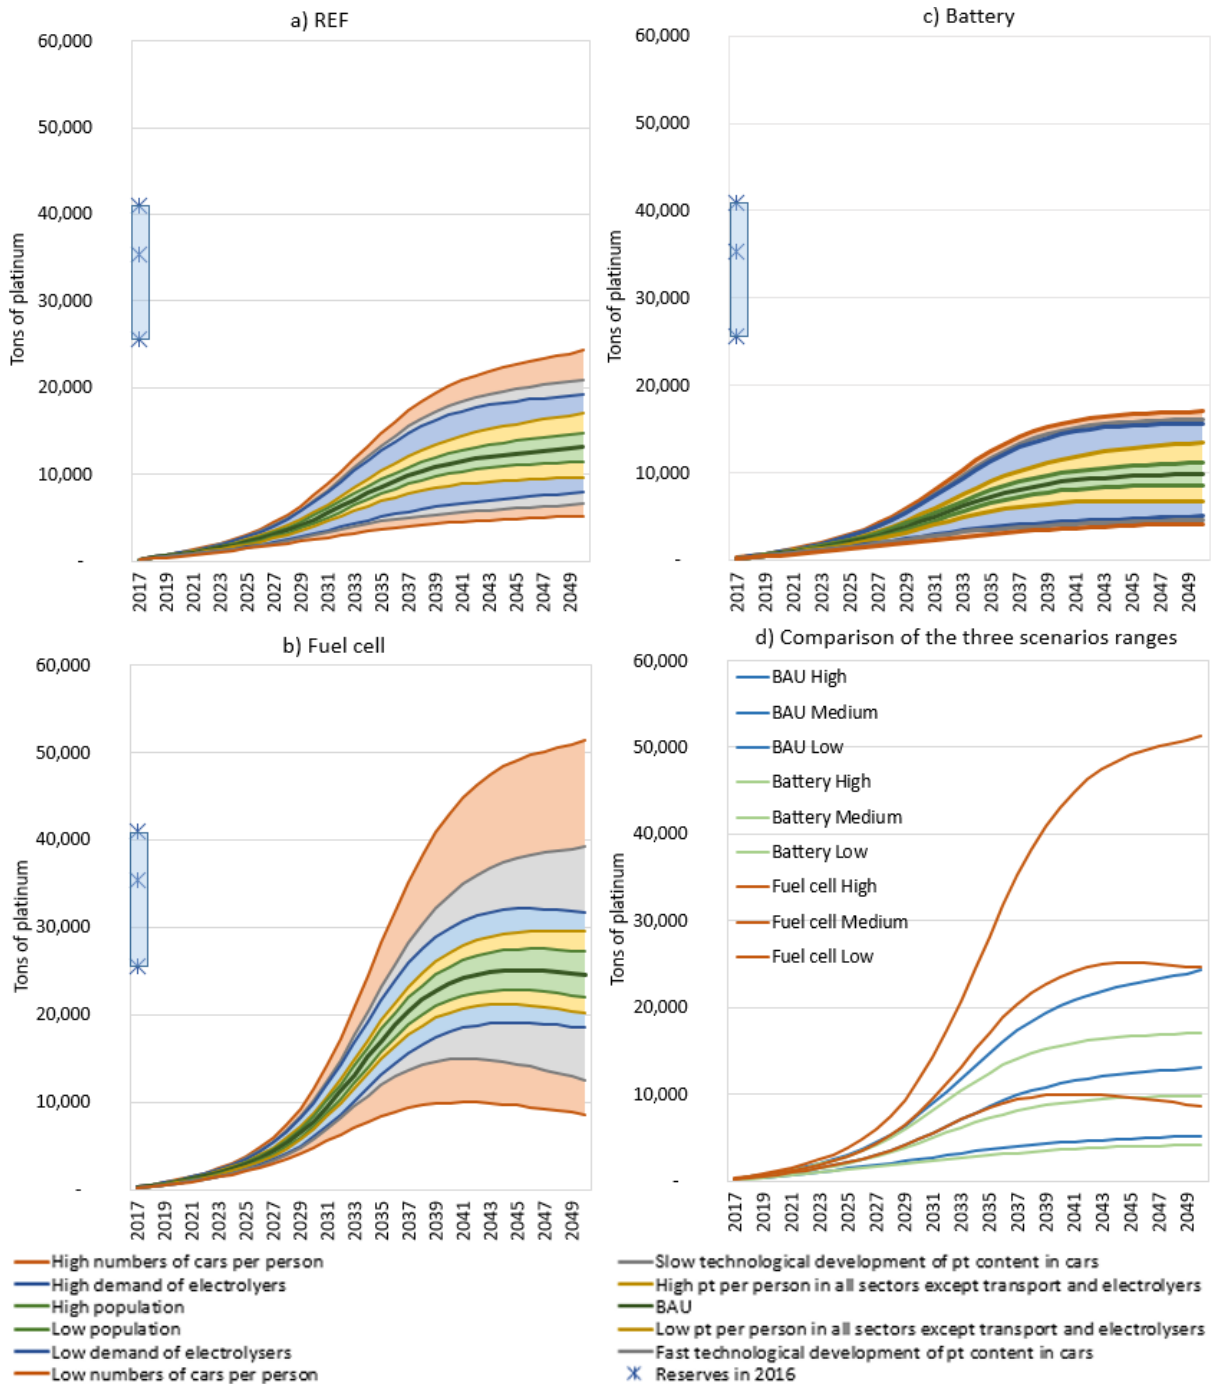 a) REF
60,000
50,000
40,000
30,000
20,000
10,000
-
Tons of platinum
2017 2019 2021 2023 2025 2027 2029 2031 2033 2035 2037 2039 2041 2043 2045 2047 2049
c) Battery
60,000
50,000
40,000
30,000
20,000
10,000
-
Tons of platinum
2017 2019 2021 2023 2025 2027 2029 2031 2033 2035 2037 2039 2041 2043 2045 2047 2049
b) Fuel cell
60,000
50,000
40,000
30,000
20,000
10,000
-
Tons of platinum
2017 2019 2021 2023 2025 2027 2029 2031 2033 2035 2037 2039 2041 2043 2045 2047 2049
d) Comparison of the three scenarios ranges
60,000
50,000
40,000
30,000
20,000
10,000
-
Tons of platinum
BAU High
BAU Medium
BAU Low
Battery High
Battery Medium
Battery Low
Fuel cell High
Fuel cell Medium
Fuel cell Low
2017 2019 2021 2023 2025 2027 2029 2031 2033 2035 2037 2039 2041 2043 2045 2047 2049
High numbers of cars per person
High demand of electrolyers
High population
Low population
Low demand of electrolysers
Low numbers of cars per person
Slow technological development of pt content in cars
High pt per person in all sectors except transport and electrolyers
BAU
Low pt per person in all sectors except transport and electrolysers
Fast technological development of pt content in cars
Reserves in 2016